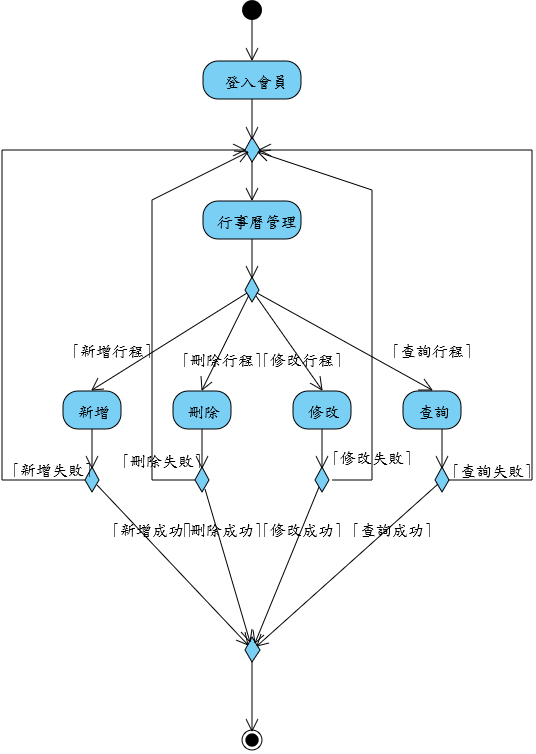 登入會員
行事曆管理
「新增行程」
「刪除行程」
「修改行程」
「查詢行程」
新增
刪除
修改
查詢
「新增失敗」
「刪除失敗」
「修改失敗」
「查詢失敗」
「新增成功」
「刪除成功」
「修改成功」
「查詢成功」